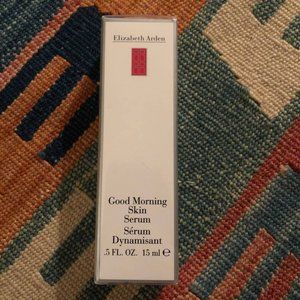 Elizabeth Arden
Good Morning
Skin
Serum
Sérum
Dynamisant
.5 FL. OZ. 15 ml ℮